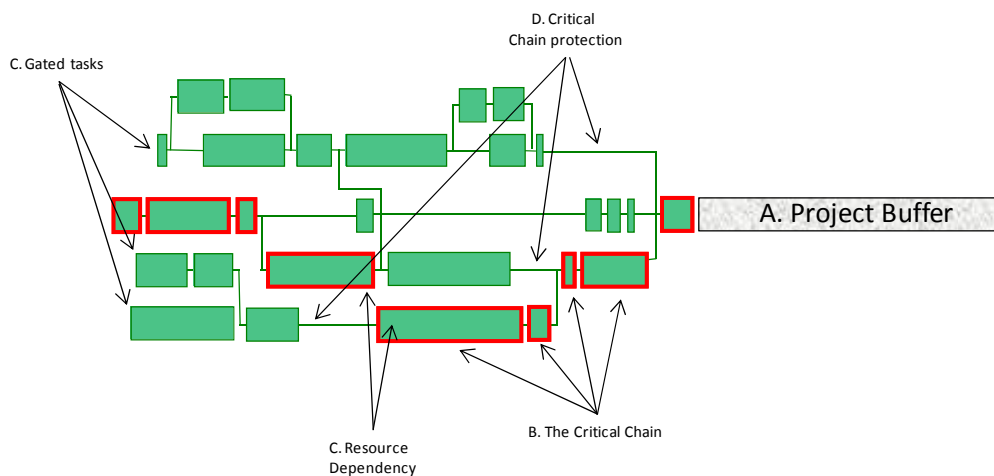 D. Critical
Chain protection
C. Gated tasks
A. Project Buffer
B. The Critical Chain
C. Resource
Dependency